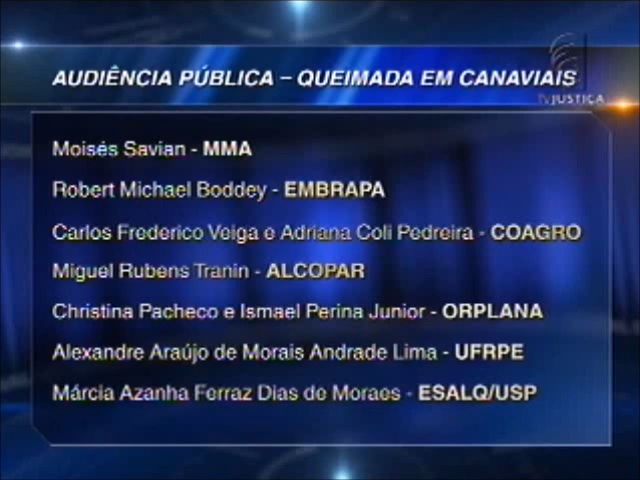 AUDIÊNCIA PÚBLICA – QUEIMADA EM CANAVIAIS
TV JUSTIÇA
Moisés Savian - MMA
Robert Michael Boddey - EMBRAPA
Carlos Frederico Veiga e Adriana Coli Pedreira - COAGRO
Miguel Rubens Tranin - ALCOPAR
Christina Pacheco e Ismael Perina Junior - ORPLANA
Alexandre Araújo de Morais Andrade Lima - UFRPE
Márcia Azanha Ferraz Dias de Moraes - ESALQ/USP